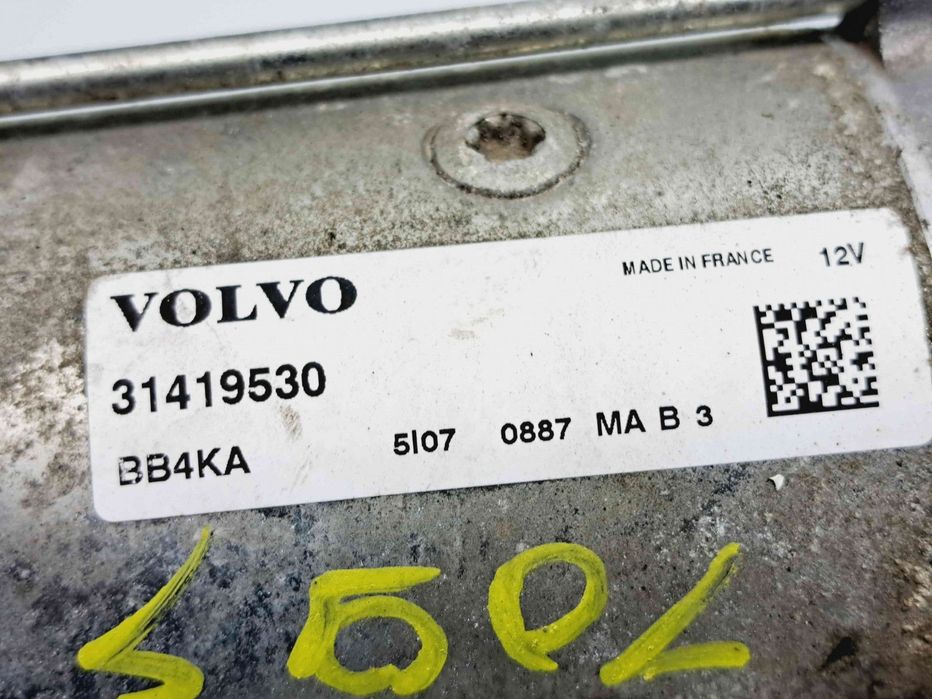 MADE IN FRANCE 12V
VOLVO
31419530
BB4KA 5I07 0887 MA B 3